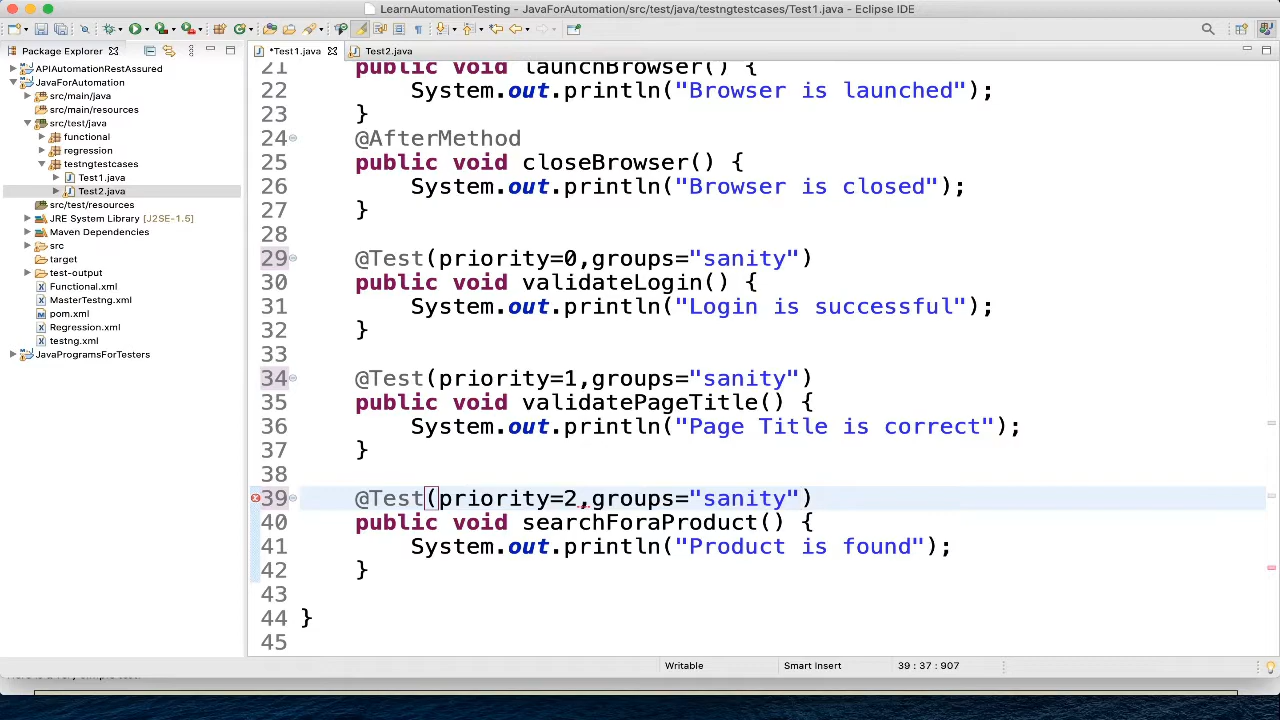 LearnAutomationTesting – JavaForAutomation/src/test/java/testngtestcases/Test1.java – Eclipse IDE
Package Explorer
*Test1.java
Test2.java
APIAutomationRestAssured
JavaForAutomation
src/main/java
src/main/resources
src/test/java
functional
regression
testngtestcases
Test1.java
Test2.java
src/test/resources
JRE System Library [J2SE-1.5]
Maven Dependencies
src
target
test-output
Functional.xml
MasterTestng.xml
pom.xml
Regression.xml
testng.xml
JavaProgramsForTesters
21 public void launchBrowser() {
22 System.out.println("Browser is launched");
23 }
24 @AfterMethod
25 public void closeBrowser() {
26 System.out.println("Browser is closed");
27 }
28
29 @Test(priority=0,groups="sanity")
30 public void validateLogin() {
31 System.out.println("Login is successful");
32 }
33
34 @Test(priority=1,groups="sanity")
35 public void validatePageTitle() {
36 System.out.println("Page Title is correct");
37 }
38
39 @Test(priority=2,groups="sanity")
40 public void searchForaProduct() {
41 System.out.println("Product is found");
42 }
43
44 }
45
Writable
Smart Insert
39 : 37 : 907